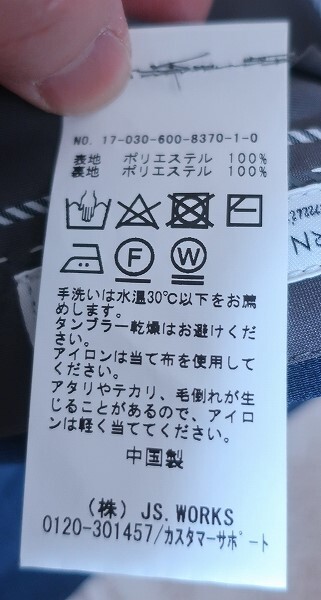 NO. 17-030-600-8370-1-0
表地 ポリエステル 100%
裏地 ポリエステル 100%
F
W
手洗いは水温30℃以下をお薦
めします。
タンブラー乾燥はお避けくだ
さい。
アイロンは当て布を使用して
ください。
アタリやテカリ、毛倒れが生
じることがあるので、アイロ
ンは軽く当ててください。
中国製
(株) JS.WORKS
0120-301457/カスタマーサポート